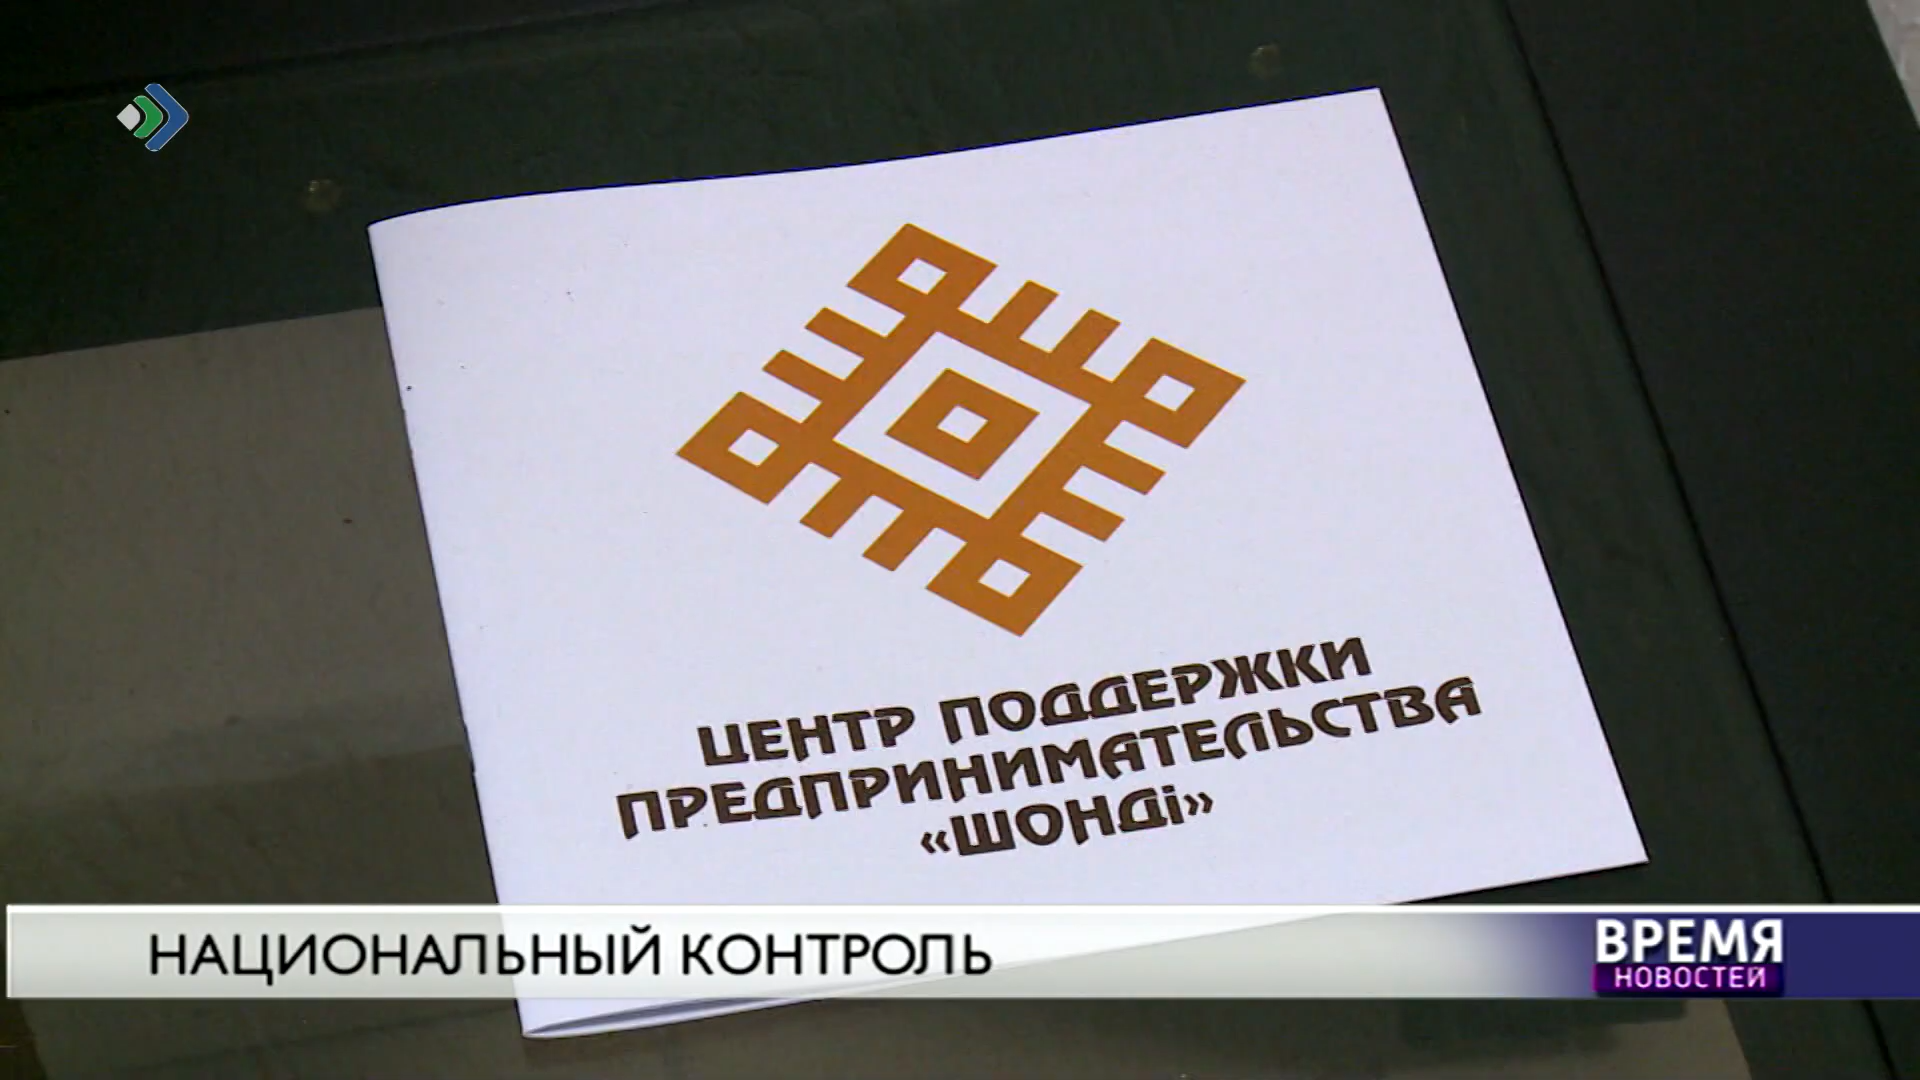 ЦЕНТР ПОДДЕРЖКИ
ПРЕДПРИНИМАТЕЛЬСТВА
«ШОНДі»
НАЦИОНАЛЬНЫЙ КОНТРОЛЬ
ВРЕМЯ
НОВОСТЕЙ